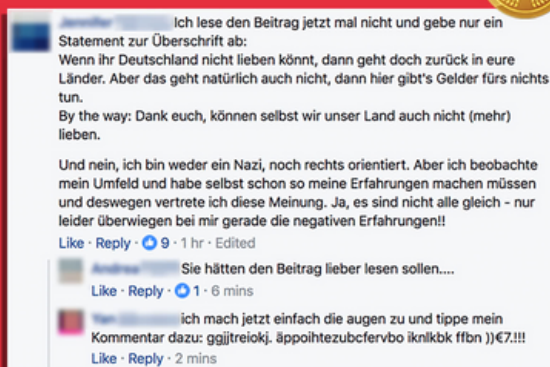 Ich lese den Beitrag jetzt mal nicht und gebe nur ein
Statement zur Überschrift ab:
Wenn ihr Deutschland nicht lieben könnt, dann geht doch zurück in eure
Länder. Aber das geht natürlich auch nicht, dann hier gibt's Gelder fürs nichts
tun.
By the way: Dank euch, können selbst wir unser Land auch nicht (mehr)
lieben.
Und nein, ich bin weder ein Nazi, noch rechts orientiert. Aber ich beobachte
mein Umfeld und habe selbst schon so meine Erfahrungen machen müssen
und deswegen vertrete ich diese Meinung. Ja, es sind nicht alle gleich - nur
leider überwiegen bei mir gerade die negativen Erfahrungen!!
Like · Reply · 9 · 1 hr · Edited
Sie hätten den Beitrag lieber lesen sollen....
Like · Reply · 1 · 6 mins
ich mach jetzt einfach die augen zu und tippe mein
Kommentar dazu: ggjjtreiokj. äppoihtezubcfervbo iknlkbk ffbn ))€7.!!!
Like · Reply · 2 mins